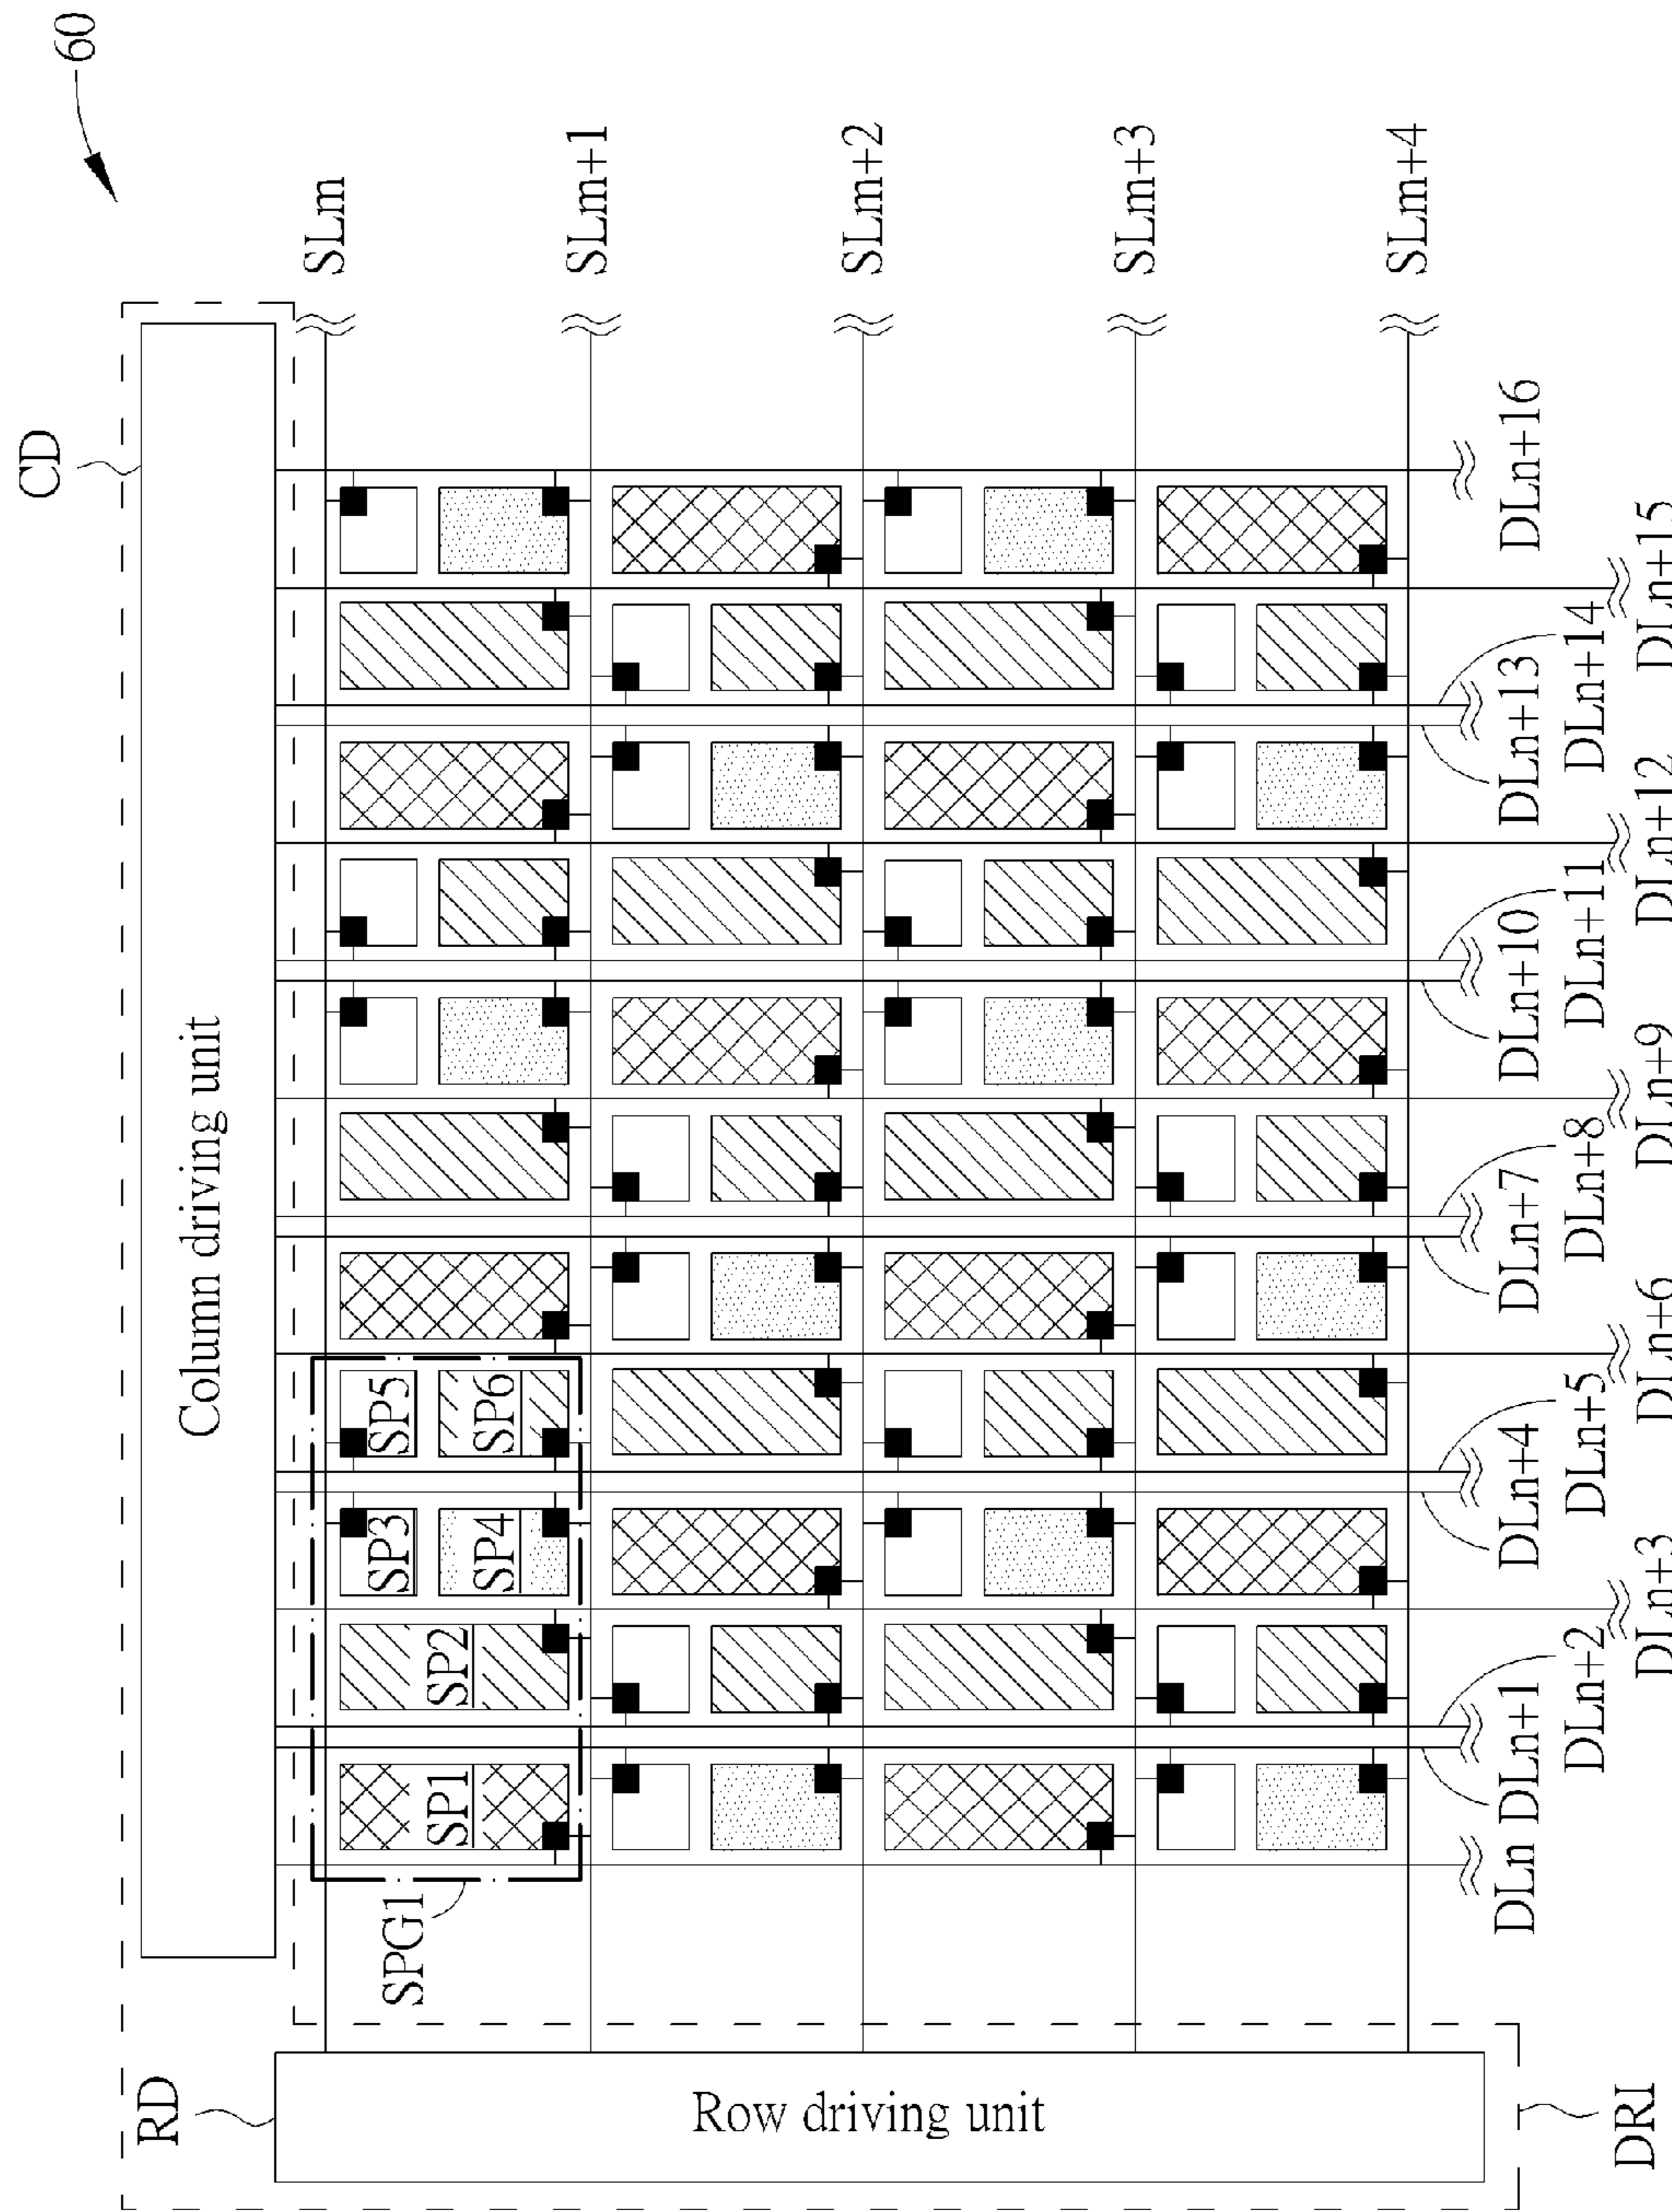 60
CD
Column driving unit
SLm
SLm+1
SLm+2
SLm+3
SLm+4
RD
Row driving unit
DRI
SPG1
SP1
SP2
SP3
SP4
SP5
SP6
DLn
DLn+1
DLn+2
DLn+3
DLn+4
DLn+5
DLn+6
DLn+7
DLn+8
DLn+9
DLn+10
DLn+11
DLn+12
DLn+13
DLn+14
DLn+15
DLn+16